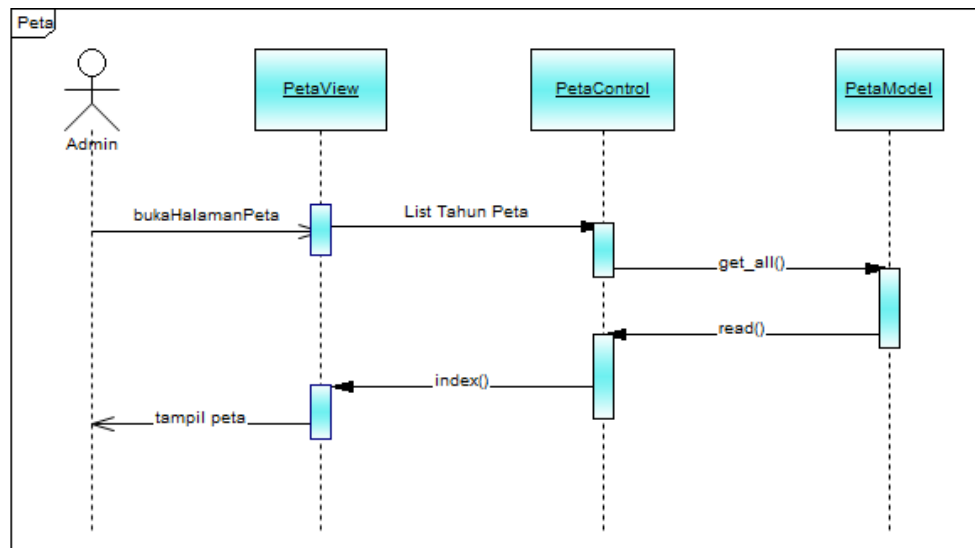 Peta
PetaView
PetaControl
PetaModel
Admin
bukaHalamanPeta
List Tahun Peta
get_all()
read()
index()
tampil peta